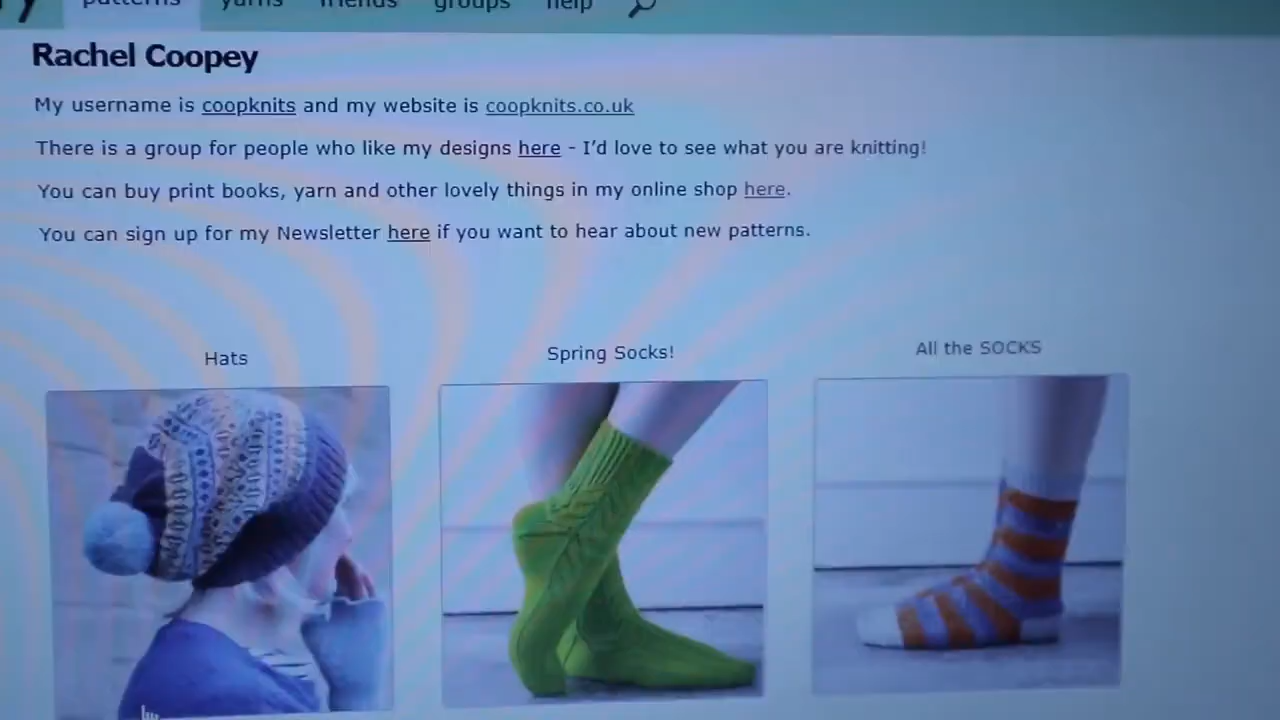 patterns yarns friends groups help
Rachel Coopey
My username is coopknits and my website is coopknits.co.uk
There is a group for people who like my designs here - I'd love to see what you are knitting!
You can buy print books, yarn and other lovely things in my online shop here.
You can sign up for my Newsletter here if you want to hear about new patterns.
Hats Spring Socks! All the SOCKS